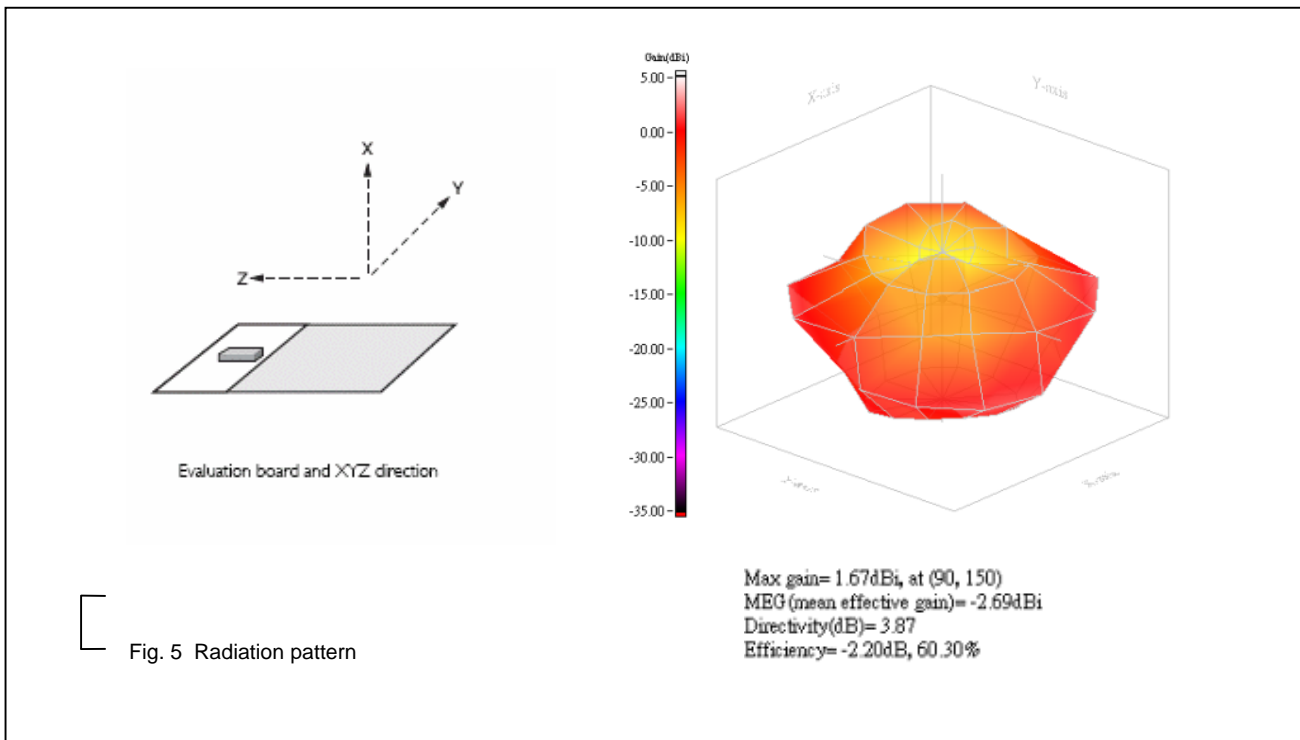 X
Y
Z
Evaluation board and XYZ direction
Fig. 5 Radiation pattern
Gain(dBi)
5.00
0.00
-5.00
-10.00
-15.00
-20.00
-25.00
-30.00
-35.00
X-axis
Y-axis
Max gain= 1.67dBi, at (90, 150)
MEG(mean effective gain)= -2.69dBi
Directivity(dB)= 3.87
Efficiency= -2.20dB, 60.30%